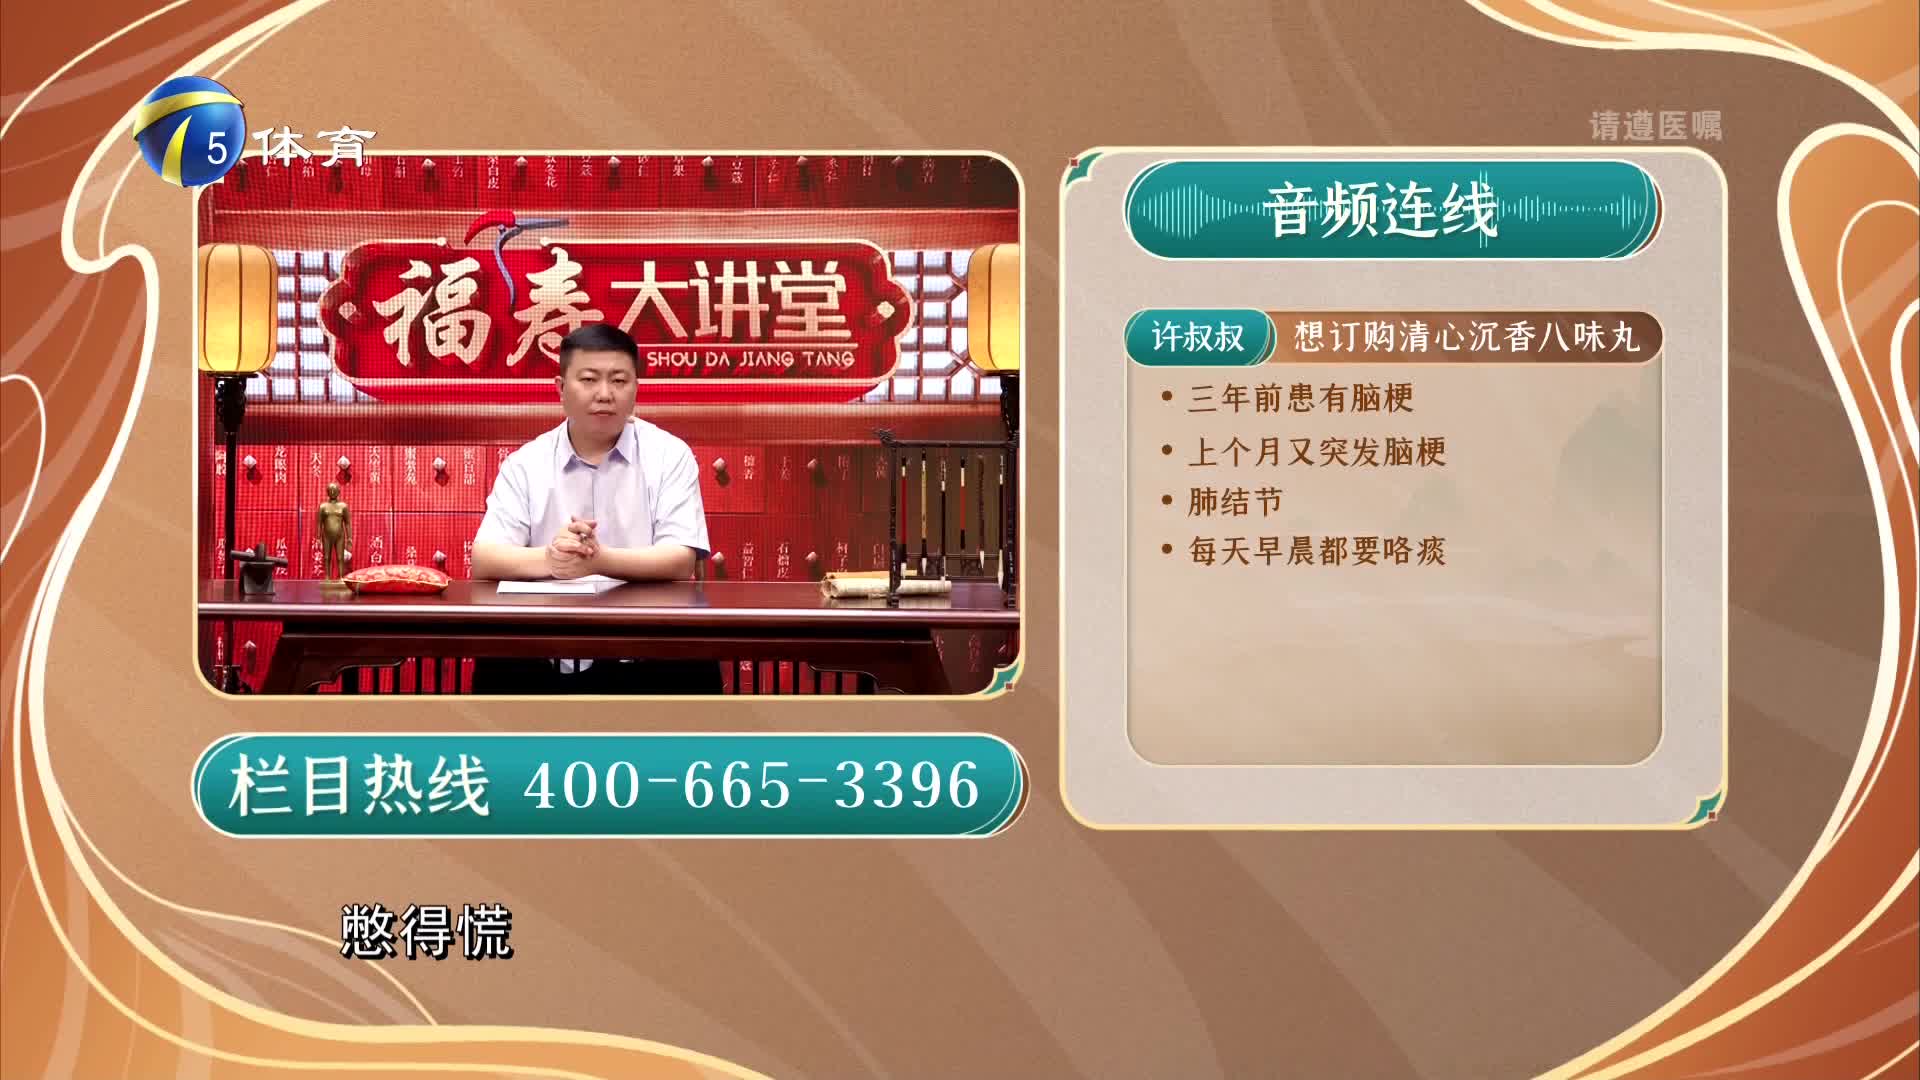 5 体育
请遵医嘱
福寿大讲堂
SHOU DA JIANG TANG
音频连线
许叔叔 想订购清心沉香八味丸
• 三年前患有脑梗
• 上个月又突发脑梗
• 肺结节
• 每天早晨都要咯痰
栏目热线 400-665-3396
憋得慌